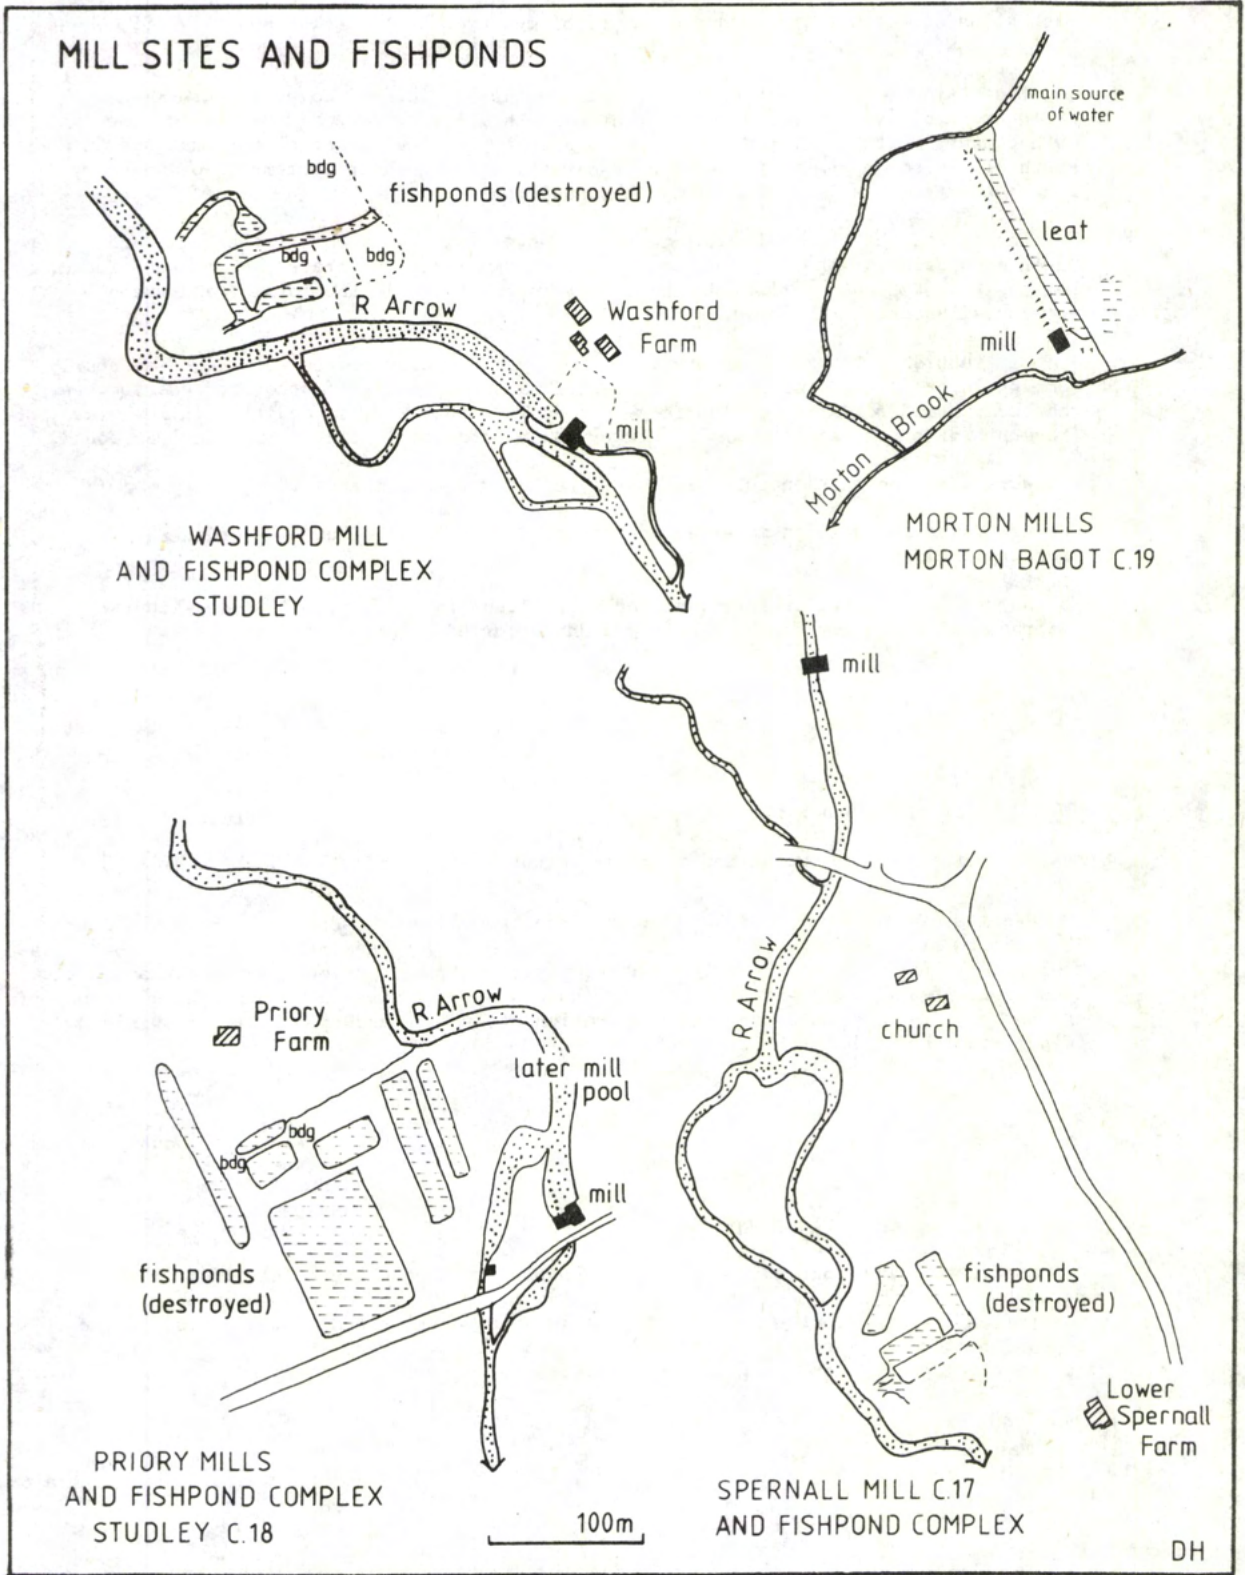 MILL SITES AND FISHPONDS
bdg
fishponds (destroyed)
bdg
bdg
R Arrow
Washford
Farm
mill
WASHFORD MILL
AND FISHPOND COMPLEX
STUDLEY
main source
of water
leat
mill
Morton Brook
MORTON MILLS
MORTON BAGOT C.19
Priory
Farm
R. Arrow
later mill
pool
bdg
bdg
mill
fishponds
(destroyed)
PRIORY MILLS
AND FISHPOND COMPLEX
STUDLEY C.18
100m
mill
R. Arrow
church
fishponds
(destroyed)
Lower
Spernall
Farm
SPERNALL MILL C.17
AND FISHPOND COMPLEX
DH